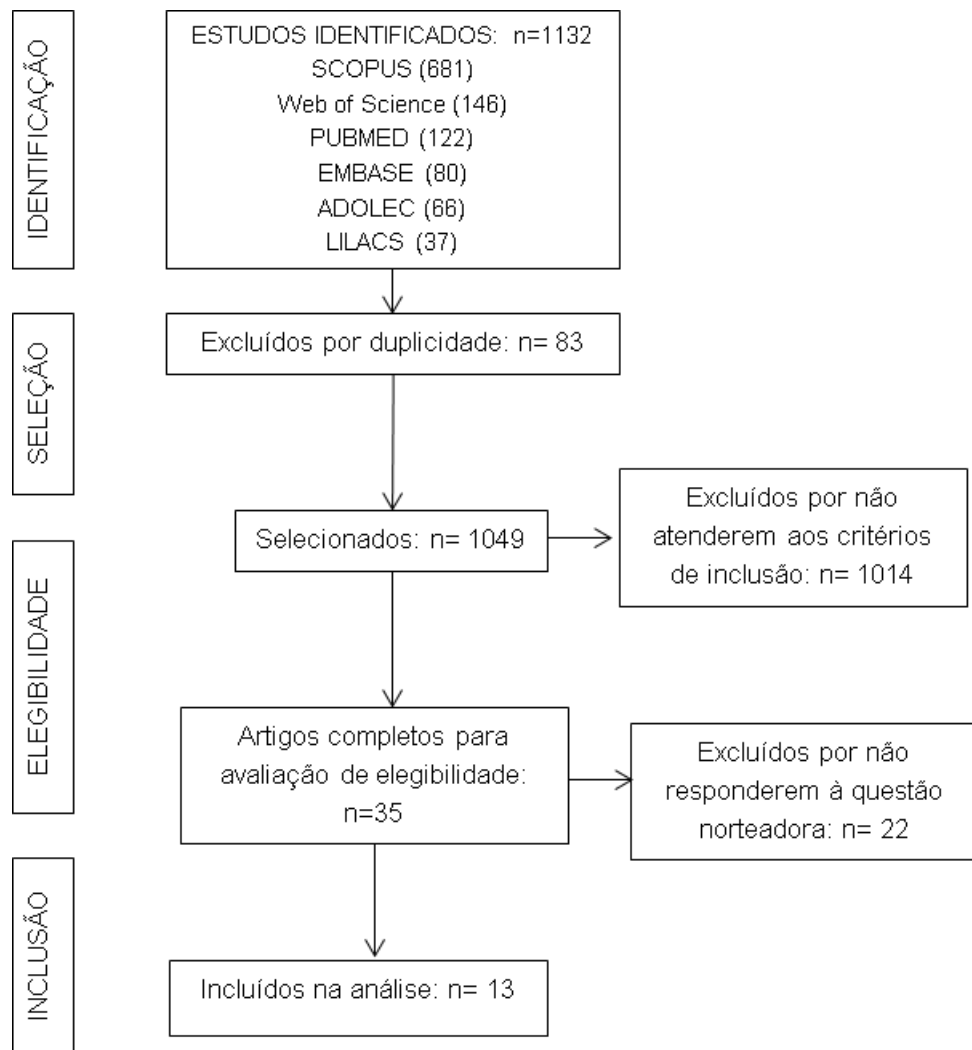 IDENTIFICAÇÃO
ESTUDOS IDENTIFICADOS: n=1132
SCOPUS (681)
Web of Science (146)
PUBMED (122)
EMBASE (80)
ADOLEC (66)
LILACS (37)
SELEÇÃO
Excluídos por duplicidade: n= 83
Selecionados: n= 1049
Excluídos por não
atenderem aos critérios
de inclusão: n= 1014
ELEGIBILIDADE
Artigos completos para
avaliação de elegibilidade:
n=35
Excluídos por não
responderem à questão
norteadora: n= 22
INCLUSÃO
Incluídos na análise: n= 13